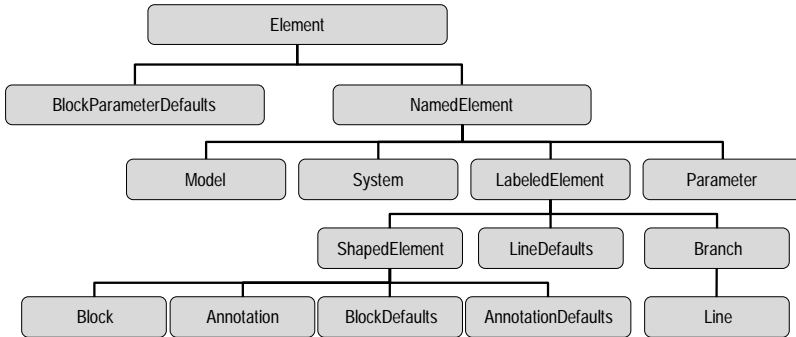 Element
BlockParameterDefaults
NamedElement
Model
System
LabeledElement
Parameter
ShapedElement
LineDefaults
Branch
Block
Annotation
BlockDefaults
AnnotationDefaults
Line